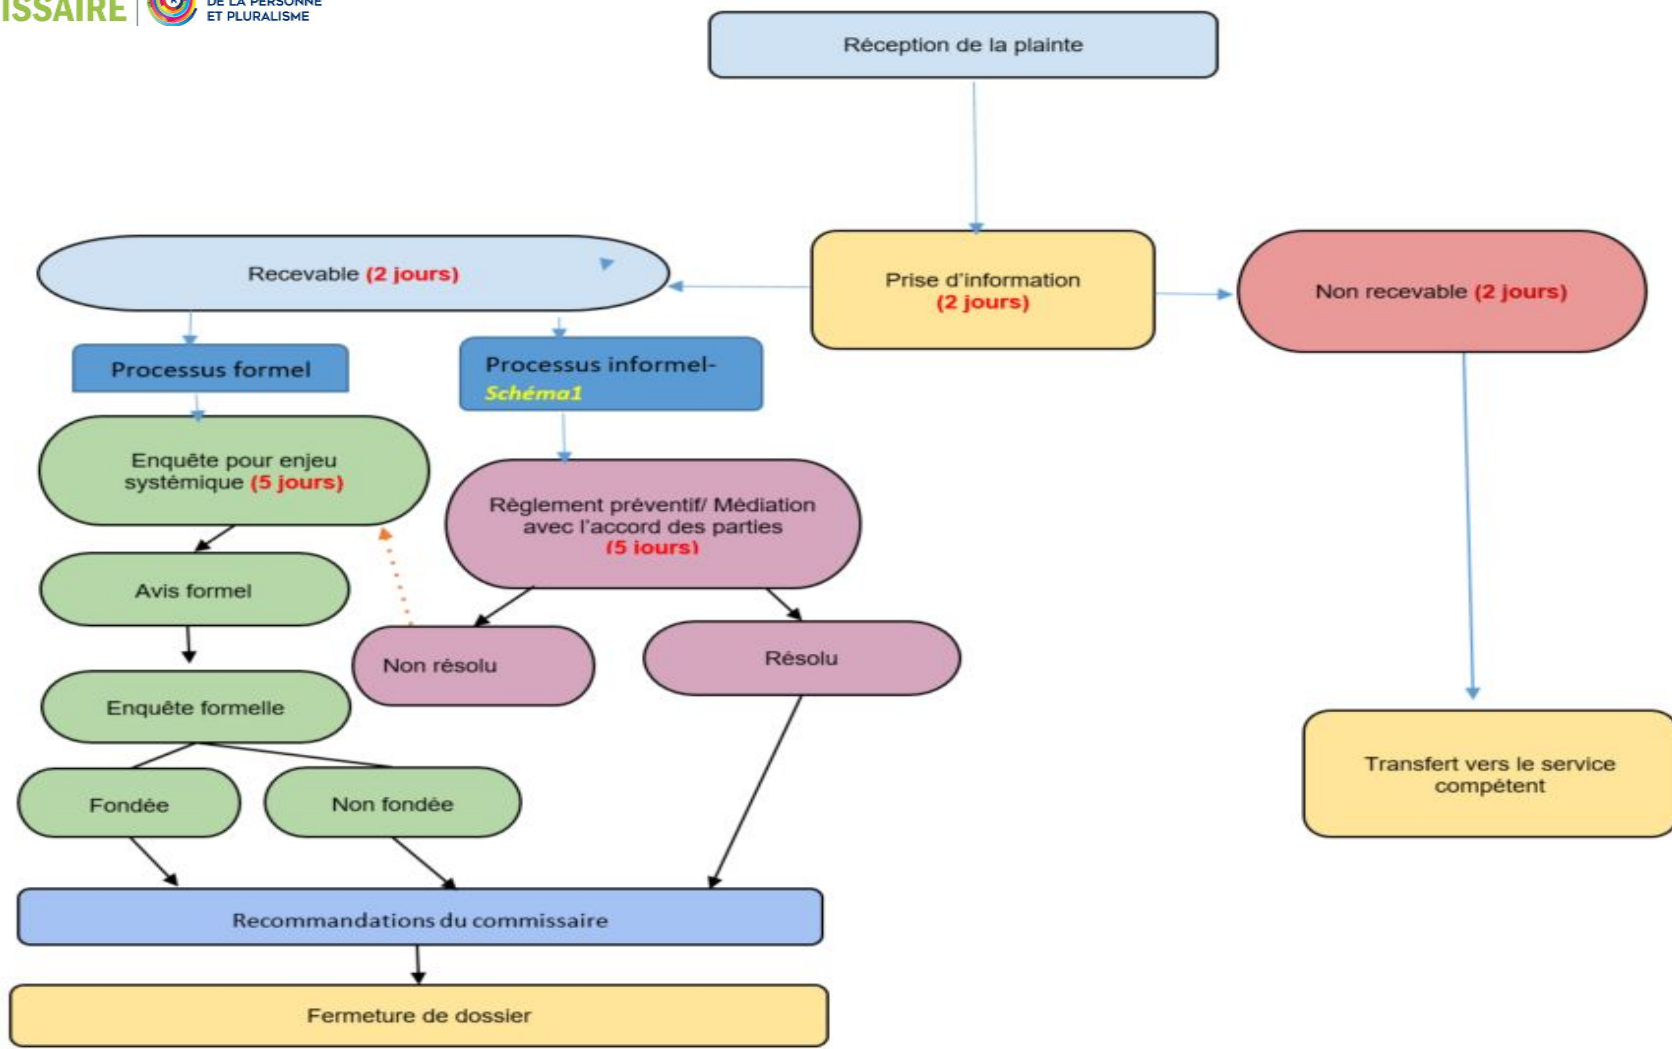 ISSAIRE
DE LA PERSONNE
ET PLURALISME
Réception de la plainte
Recevable (2 jours)
Prise d'information
(2 jours)
Non recevable (2 jours)
Processus formel
Processus informel-
Schéma1
Enquête pour enjeu
systémique (5 jours)
Règlement préventif/ Médiation
avec l'accord des parties
(5 jours)
Avis formel
Non résolu
Résolu
Enquête formelle
Transfert vers le service
compétent
Fondée
Non fondée
Recommandations du commissaire
Fermeture de dossier